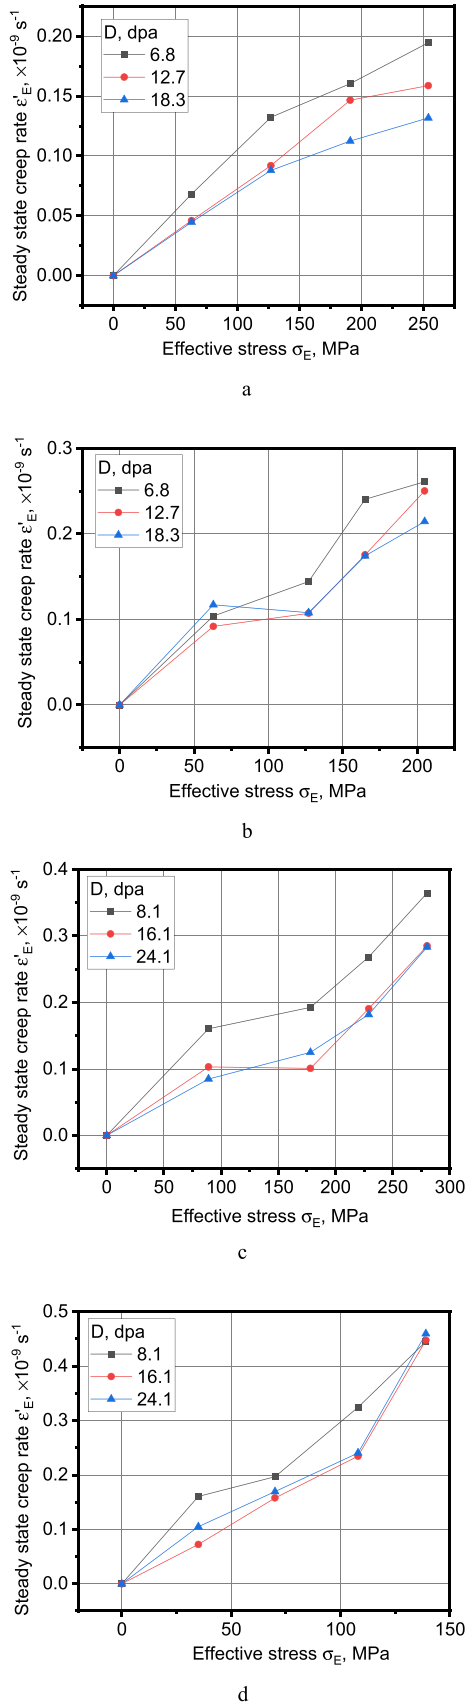 Steady state creep rate ε'E, ×10⁻⁹ s⁻¹
D, dpa
6.8
12.7
18.3
0.20
0.15
0.10
0.05
0.00
0 50 100 150 200 250
Effective stress σE, MPa
a
Steady state creep rate ε'E, ×10⁻⁹ s⁻¹
D, dpa
6.8
12.7
18.3
0.3
0.2
0.1
0.0
0 50 100 150 200
Effective stress σE, MPa
b
Steady state creep rate ε'E, ×10⁻⁹ s⁻¹
D, dpa
8.1
16.1
24.1
0.4
0.3
0.2
0.1
0.0
0 50 100 150 200 250 300
Effective stress σE, MPa
c
Steady state creep rate ε'E, ×10⁻⁹ s⁻¹
D, dpa
8.1
16.1
24.1
0.5
0.4
0.3
0.2
0.1
0.0
0 50 100 150
Effective stress σE, MPa
d